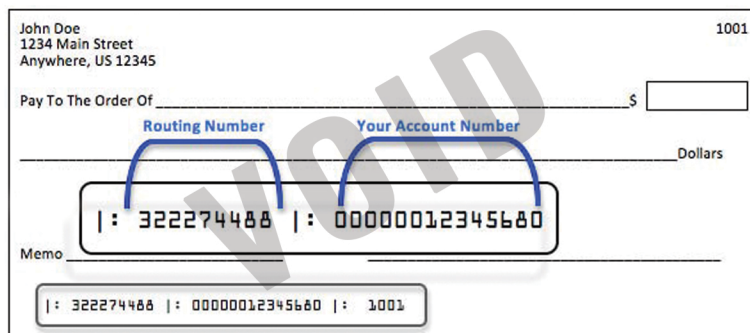 John Doe
1001
1234 Main Street
Anywhere, US 12345
Pay To The Order Of $
Routing Number Your Account Number
Dollars
VOID
|: 322274488 |: 00000012345680
Memo
|: 322274488 |: 00000012345680 |: 1001